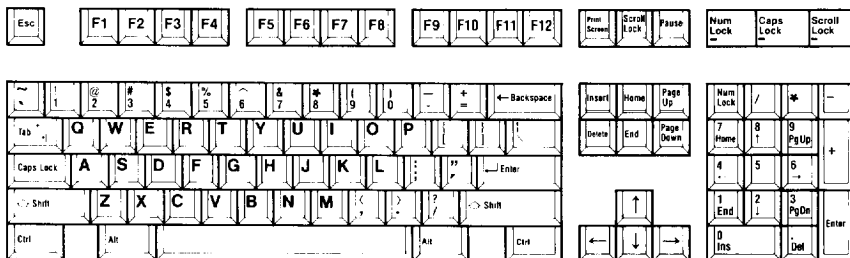 Esc F1 F2 F3 F4 F5 F6 F7 F8 F9 F10 F11 F12 Print Screen Scroll Lock Pause Num Lock Caps Lock Scroll Lock
~ ` ! 1 @ 2 # 3 $ 4 % 5 ^ 6 & 7 * 8 ( 9 ) 0 — - + = ← Backspace Insert Home Page Up Num Lock / * −
Tab Q W E R T Y U I O P Delete End Page Down 7 Home 8 ↑ 9 PgUp +
Caps Lock A S D F G H J K L : ; " ' Enter 4 5 6 →
Shift Z X C V B N M ? / Shift ↑ 1 End 2 ↓ 3 PgDn Enter
Ctrl Alt Alt Ctrl ← ↓ → 0 Ins . Del